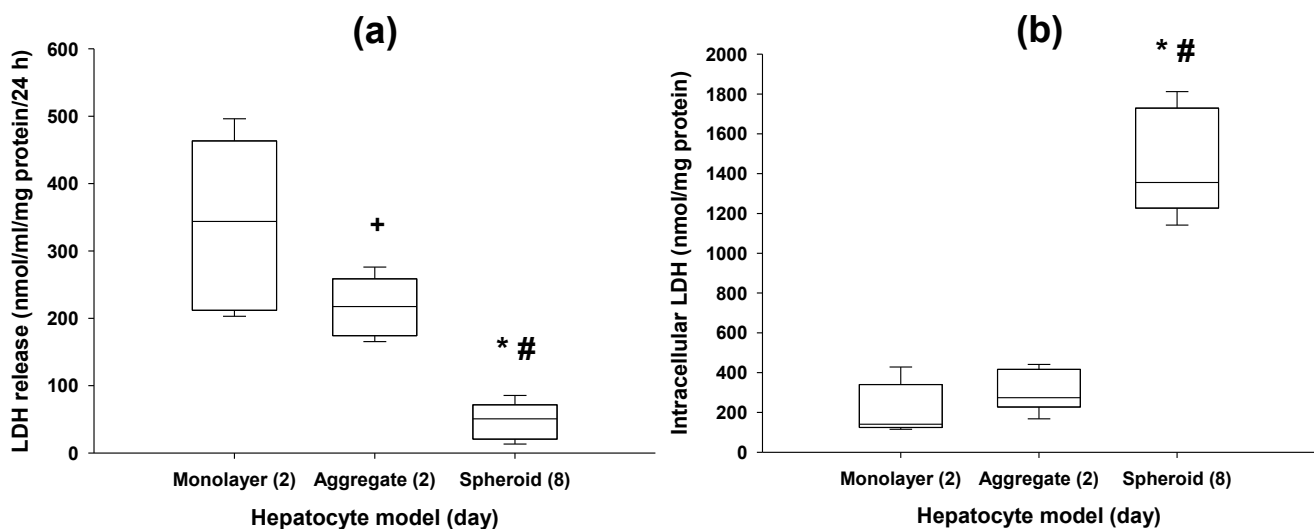 (a)
LDH release (nmol/ml/mg protein/24 h)
600
500
400
300
200
100
0
+
* #
Monolayer (2) Aggregate (2) Spheroid (8)
Hepatocyte model (day)
(b)
Intracellular LDH (nmol/mg protein)
2000
1800
1600
1400
1200
1000
800
600
400
200
0
* #
Monolayer (2) Aggregate (2) Spheroid (8)
Hepatocyte model (day)